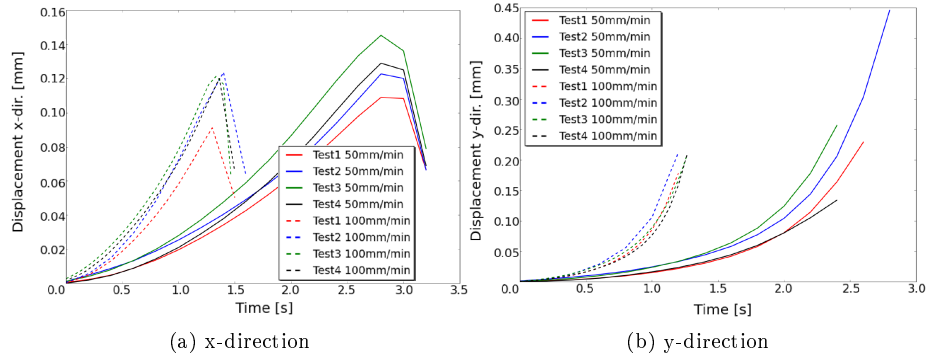 0.16
0.14
0.12
0.10
0.08
0.06
0.04
0.02
0.0
0.5
1.0
1.5
2.0
2.5
3.0
3.5
Displacement x-dir. [mm]
Time [s]
Test1 50mm/min
Test2 50mm/min
Test3 50mm/min
Test4 50mm/min
Test1 100mm/min
Test2 100mm/min
Test3 100mm/min
Test4 100mm/min
(a) x-direction
0.45
0.40
0.35
0.30
0.25
0.20
0.15
0.10
0.05
0.0
0.5
1.0
1.5
2.0
2.5
3.0
Displacement y-dir. [mm]
Time [s]
Test1 50mm/min
Test2 50mm/min
Test3 50mm/min
Test4 50mm/min
Test1 100mm/min
Test2 100mm/min
Test3 100mm/min
Test4 100mm/min
(b) y-direction